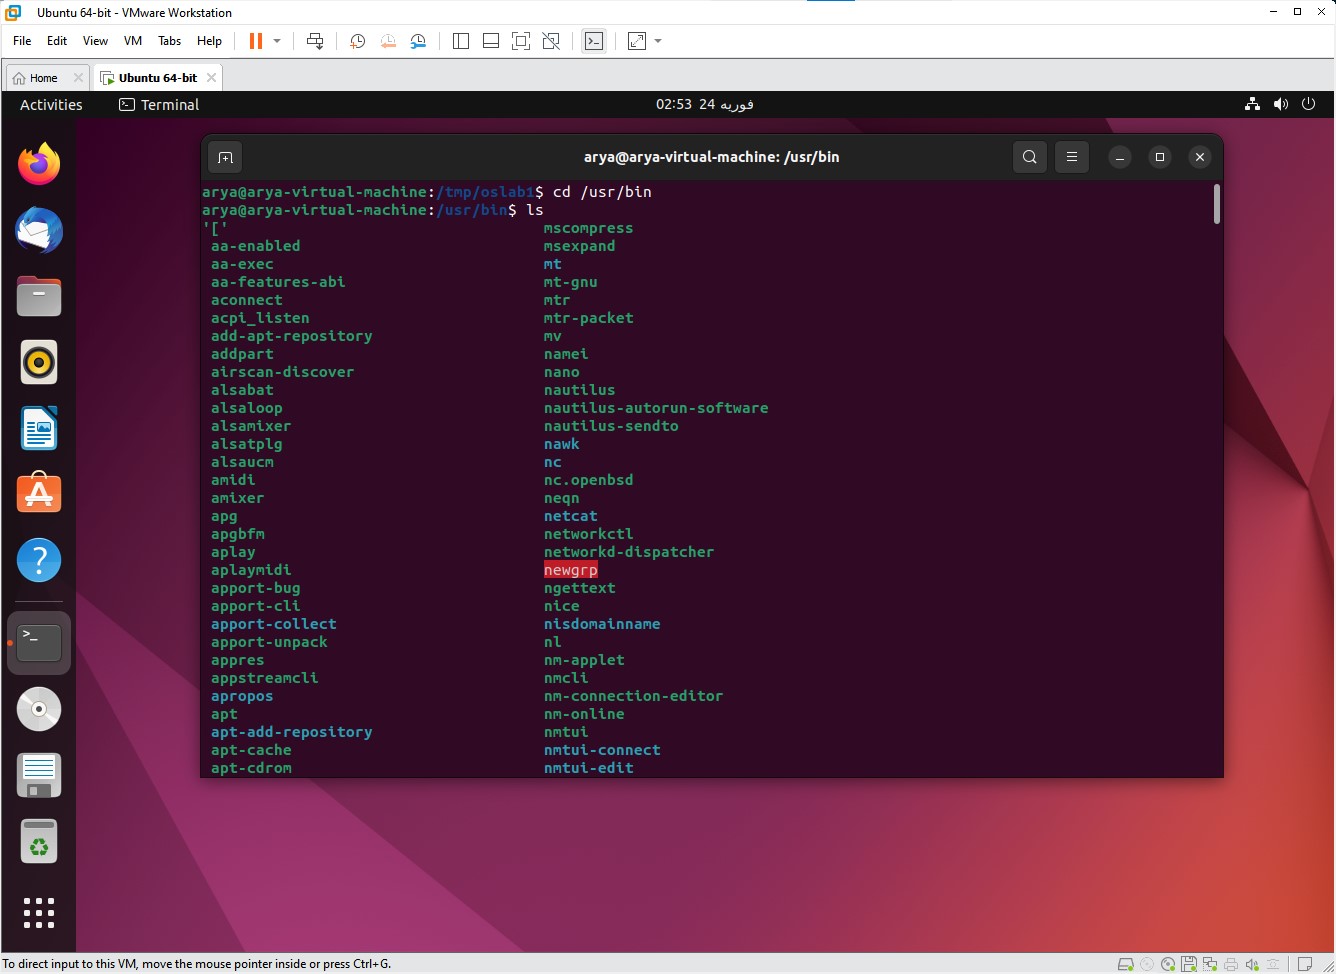 Ubuntu 64-bit - VMware Workstation
File Edit View VM Tabs Help
Home Ubuntu 64-bit
Activities Terminal 02:53 24 فوریه
arya@arya-virtual-machine: /usr/bin
arya@arya-virtual-machine:/tmp/oslab1$ cd /usr/bin
arya@arya-virtual-machine:/usr/bin$ ls
'[' mscompress
aa-enabled msexpand
aa-exec mt
aa-features-abi mt-gnu
aconnect mtr
acpi_listen mtr-packet
add-apt-repository mv
addpart namei
airscan-discover nano
alsabat nautilus
alsaloop nautilus-autorun-software
alsamixer nautilus-sendto
alsatplg nawk
alsaucm nc
amidi nc.openbsd
amixer neqn
apg netcat
apgbfm networkctl
aplay networkd-dispatcher
aplaymidi newgrp
apport-bug ngettext
apport-cli nice
apport-collect nisdomainname
apport-unpack nl
appres nm-applet
appstreamcli nmcli
apropos nm-connection-editor
apt nm-online
apt-add-repository nmtui
apt-cache nmtui-connect
apt-cdrom nmtui-edit
To direct input to this VM, move the mouse pointer inside or press Ctrl+G.